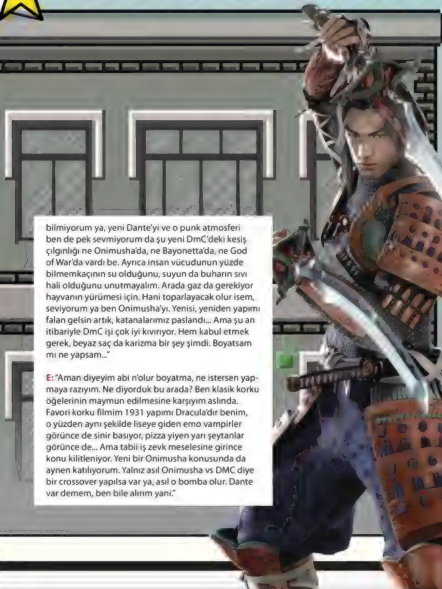 bilmiyorum ya, yeni Dante'yi ve o punk atmosferi
ben de pek sevmiyorum da şu yeni DmC'deki kesiş
çılgınlığı ne Onimusha'da, ne Bayonetta'da, ne God
of War'da vardı be. Ayrıca insan vücudunun yüzde
bilmemkaçının su olduğunu, suyun da buharın sıvı
hali olduğunu unutmayalım. Arada gaz da gerekiyor
hayvanın yürümesi için. Hani toparlayacak olur isem,
seviyorum ya ben Onimusha'yı. Yenisi, yeniden yapımı
falan gelsin artık, katanalarımız paslandı... Ama şu an
itibariyle DmC işi çok iyi kıvırıyor. Hem kabul etmek
gerek, beyaz saç da karizma bir şey şimdi. Boyatsam
mı ne yapsam..."
E: "Aman diyeyim abi n'olur boyatma, ne istersen yap-
maya razıyım. Ne diyorduk bu arada? Ben klasik korku
öğelerinin maymun edilmesine karşıyım aslında.
Favori korku filmim 1931 yapımı Dracula'dır benim,
o yüzden aynı şekilde liseye giden emo vampirler
görünce de sinir basıyor, pizza yiyen yarı şeytanlar
görünce de... Ama tabii iş zevk meselesine girince
konu kilitleniyor. Yeni bir Onimusha konusunda da
aynen katılıyorum. Yalnız asıl Onimusha vs DMC diye
bir crossover yapılsa var ya, asıl o bomba olur. Dante
var demem, ben bile alırım yani."